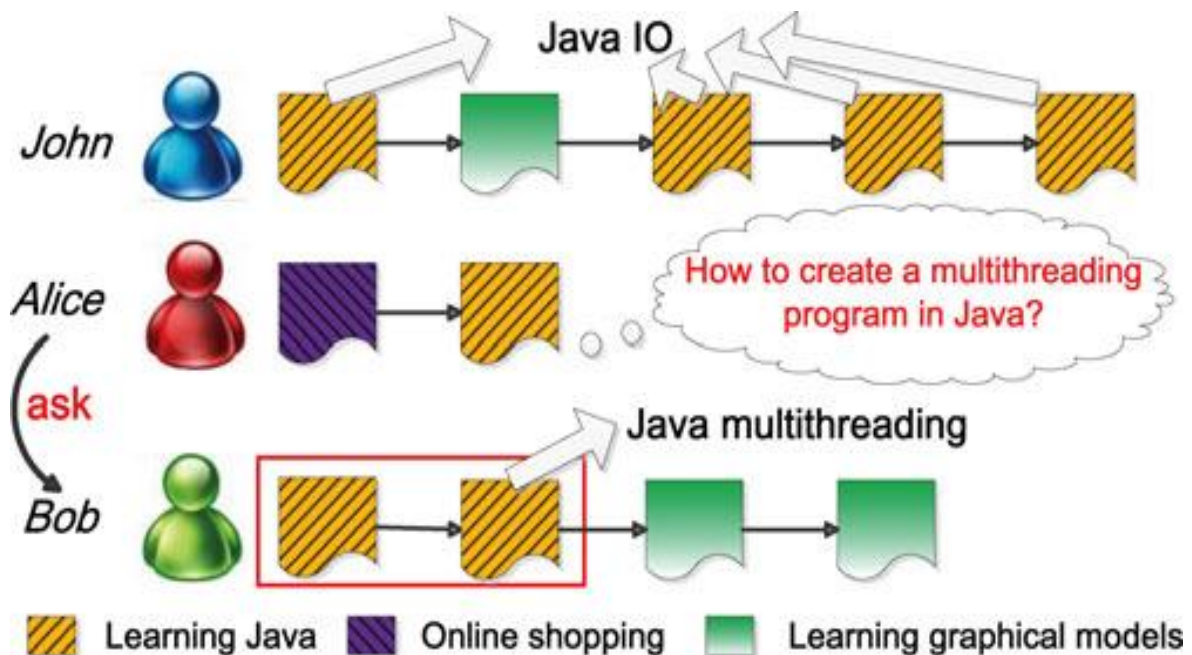 Java IO
John
Alice
How to create a multithreading
program in Java?
ask
Java multithreading
Bob
Learning Java
Online shopping
Learning graphical models